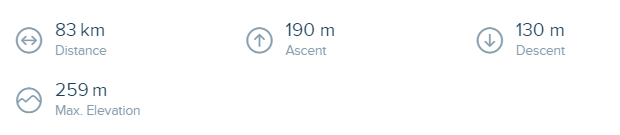 83 km
Distance
190 m
Ascent
130 m
Descent
259 m
Max. Elevation